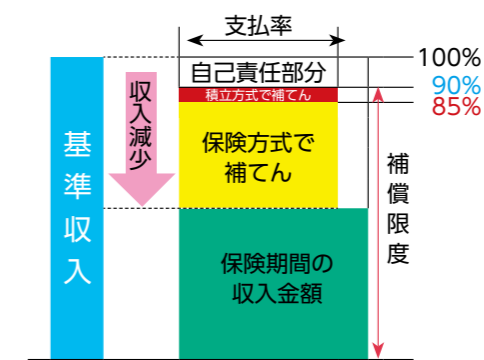 支払率
自己責任部分
積立方式で補てん
保険方式で
補てん
保険期間の
収入金額
100%
90%
85%
基準収入
収入減少
補償限度